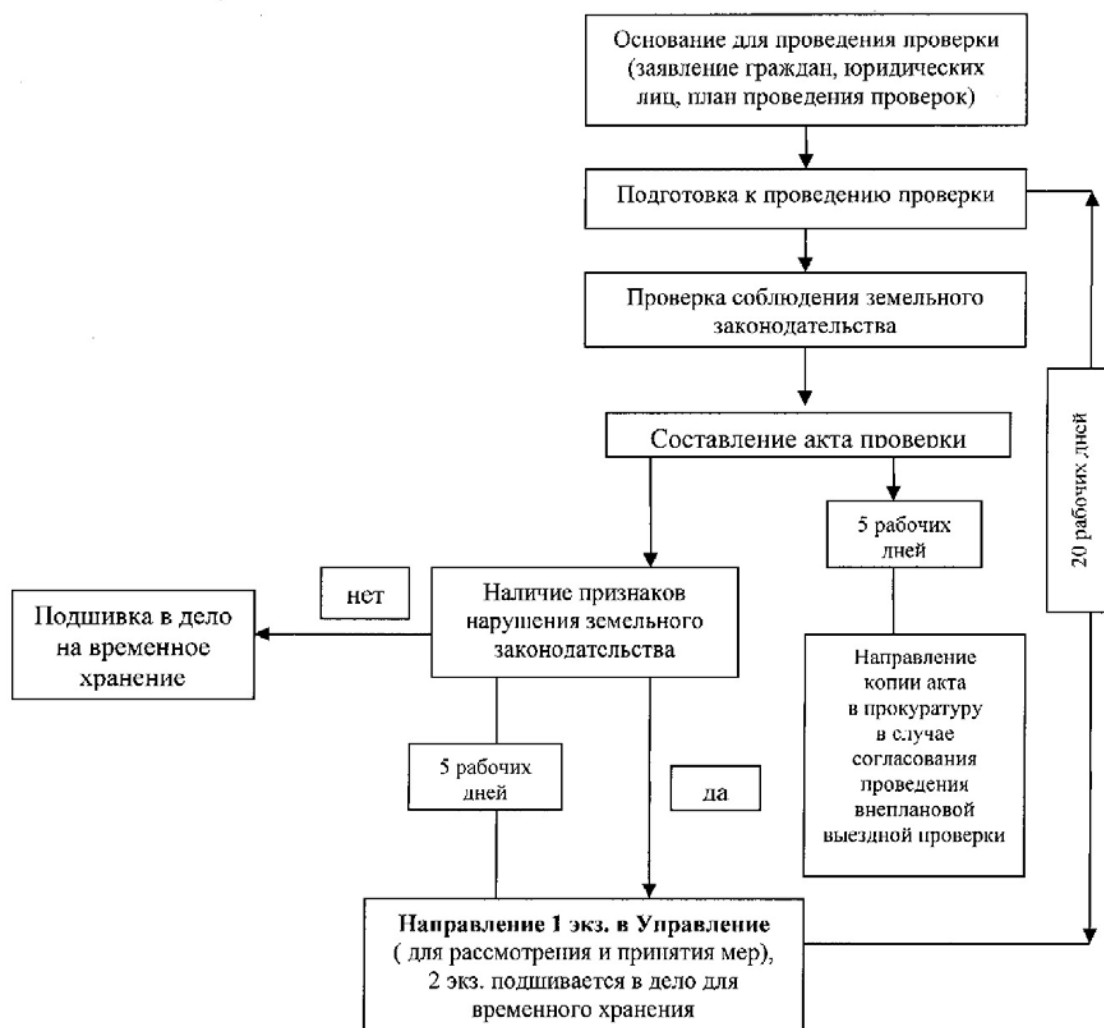 Основание для проведения проверки
(заявление граждан, юридических
лиц, план проведения проверок)
Подготовка к проведению проверки
Проверка соблюдения земельного
законодательства
Составление акта проверки
20 рабочих дней
5 рабочих
дней
нет
Наличие признаков
нарушения земельного
законодательства
Подшивка в дело
на временное
хранение
Направление
копии акта
в прокуратуру
в случае
согласования
проведения
внеплановой
выездной проверки
5 рабочих
дней
да
Направление 1 экз. в Управление
( для рассмотрения и принятия мер),
2 экз. подшивается в дело для
временного хранения